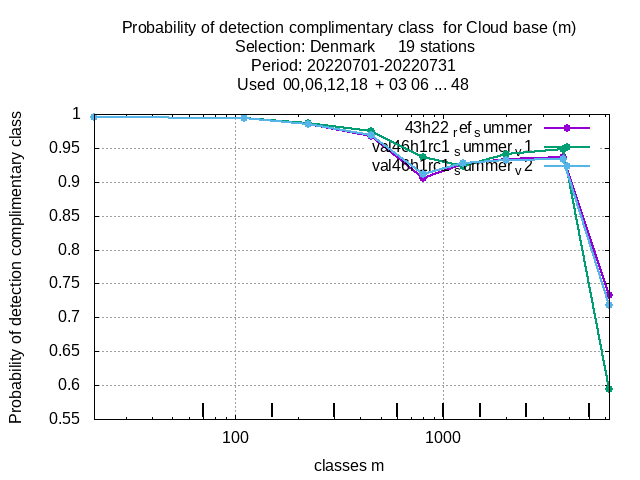 Probability of detection complimentary class  for Cloud base (m)
Selection: Denmark     19 stations
Period: 20220701-20220731
Used  00,06,12,18  + 03 06 ... 48
43h22_ref_summer
val46h1rc1_summer_v1
val46h1rc1_summer_v2
Probability of detection complimentary class
1
0.95
0.9
0.85
0.8
0.75
0.7
0.65
0.6
0.55
100
1000
classes m